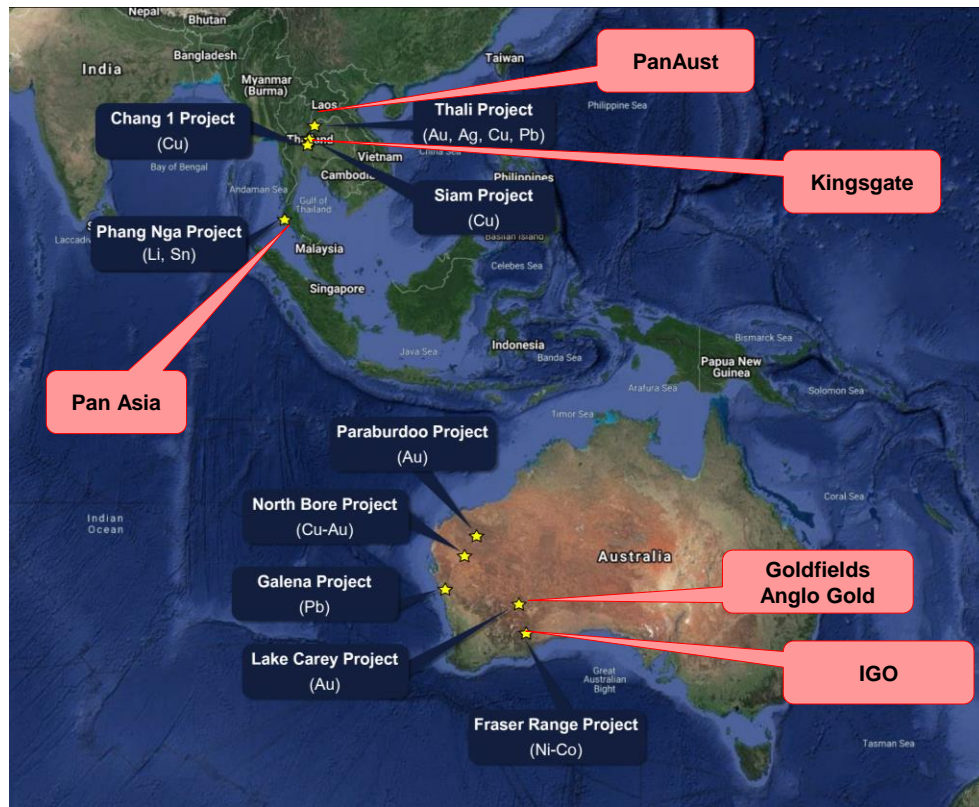 Nepal
Bhutan
Bangladesh
India
Myanmar
(Burma)
Taiwan
PanAust
Laos
Philippine Sea
Chang 1 Project
(Cu)
Thali Project
(Au, Ag, Cu, Pb)
Bay of Bengal
Vietnam
China Sea
Cambodia
Philippines
Kingsgate
Andaman Sea
Gulf of
Thailand
Siam Project
(Cu)
Phang Nga Project
(Li, Sn)
Malaysia
Basilan Island
Celebes Sea
Singapore
Pan Asia
Indonesia
Java Sea
Banda Sea
Bismarck Sea
Papua New
Guinea
Solomon Sea
Arafura Sea
Timor Sea
Paraburdoo Project
(Au)
North Bore Project
(Cu-Au)
Coral Sea
Indian
Ocean
Australia
Galena Project
(Pb)
Goldfields
Anglo Gold
Lake Carey Project
(Au)
Great
Australian
Bight
IGO
Fraser Range Project
(Ni-Co)
Tasman Sea